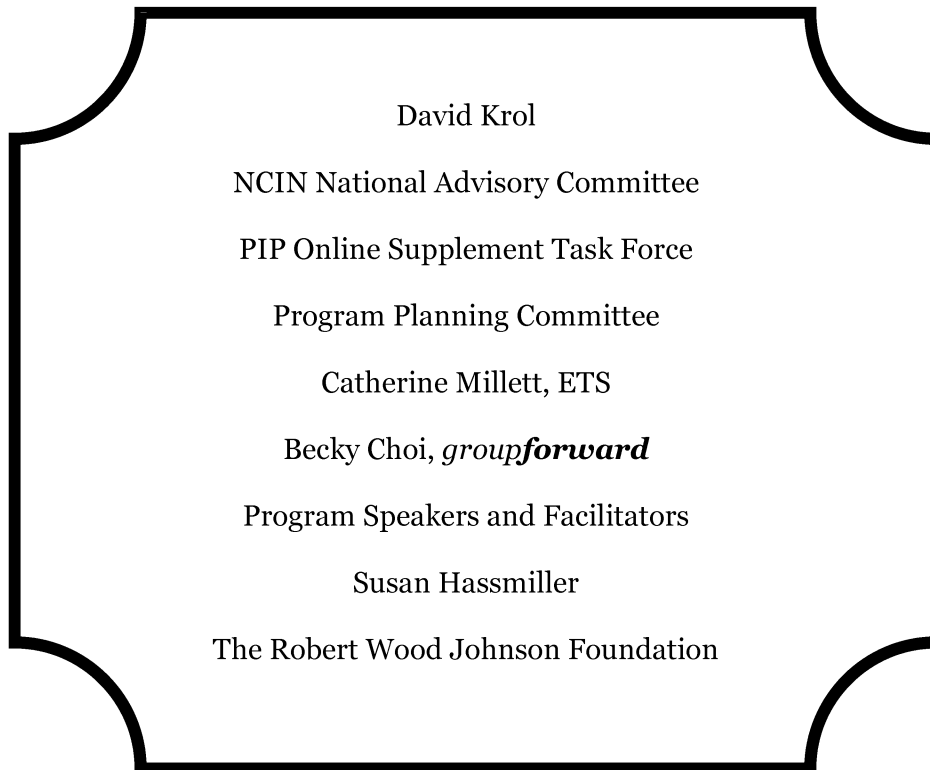 David Krol
NCIN National Advisory Committee
PIP Online Supplement Task Force
Program Planning Committee
Catherine Millett, ETS
Becky Choi, groupforward
Program Speakers and Facilitators
Susan Hassmiller
The Robert Wood Johnson Foundation